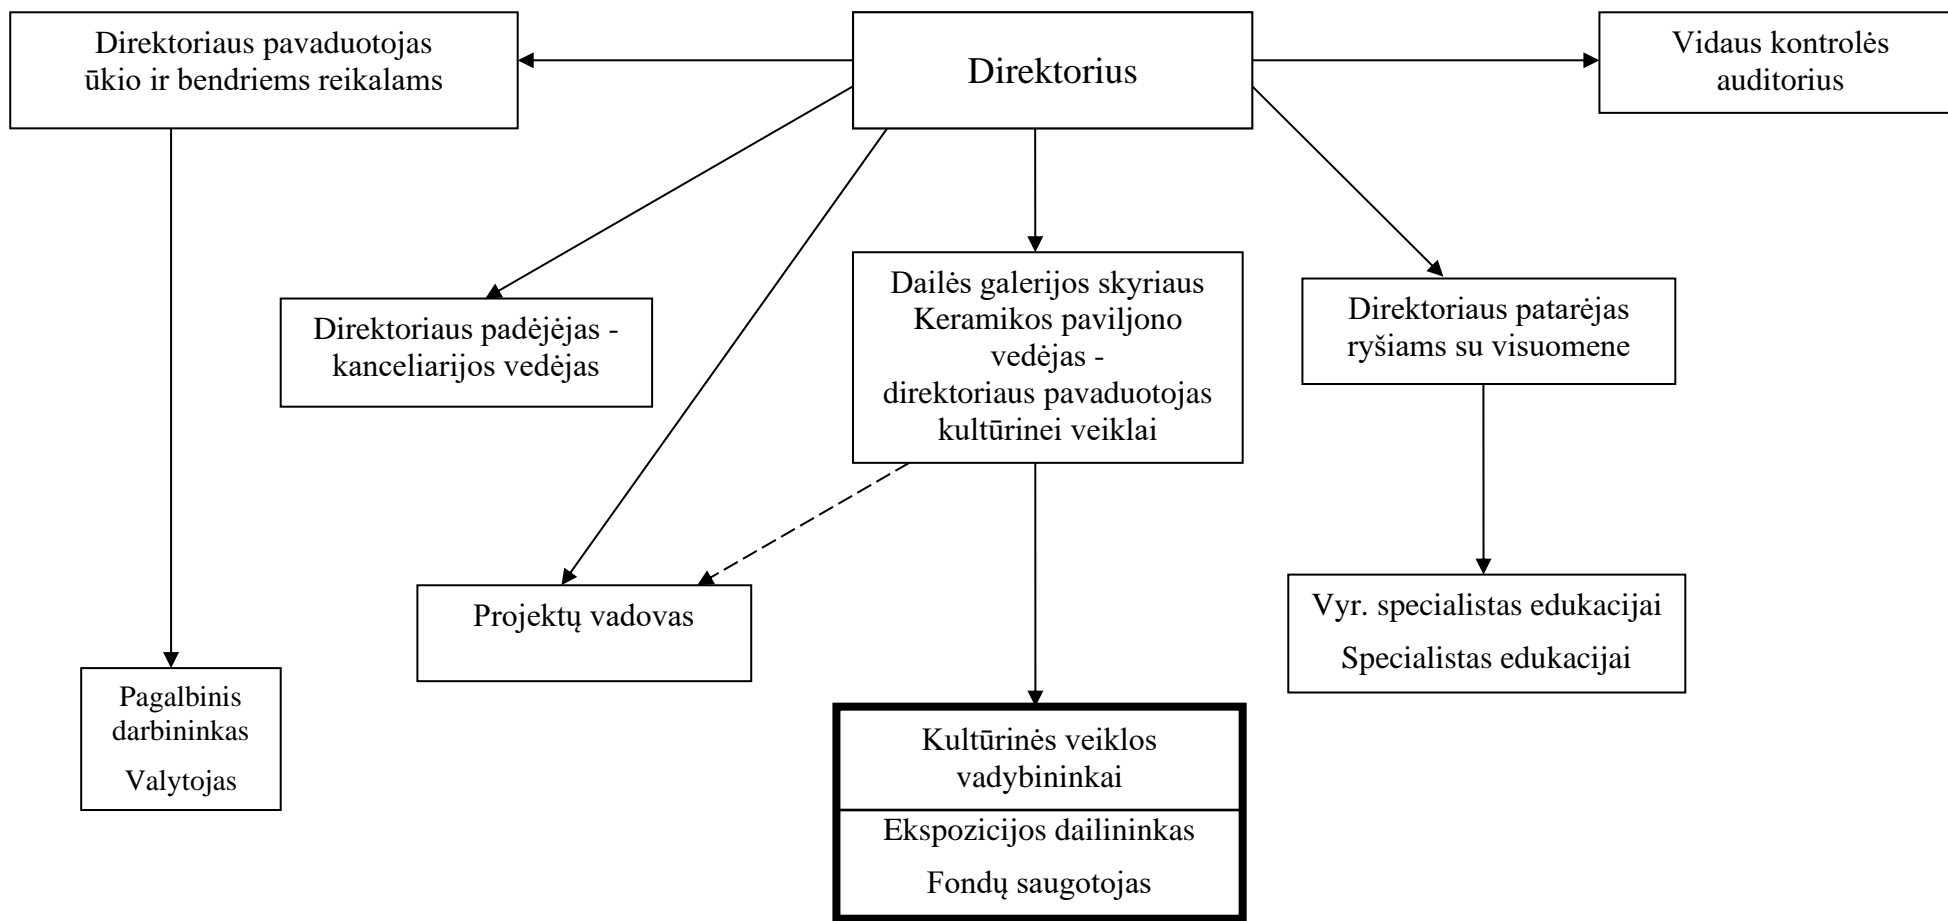 Direktoriaus pavaduotojas
ūkio ir bendriems reikalams
Direktorius
Vidaus kontrolės
auditorius
Direktoriaus padėjėjas -
kanceliarijos vedėjas
Dailės galerijos skyriaus
Keramikos paviljono
vedėjas -
direktoriaus pavaduotojas
kultūrinei veiklai
Direktoriaus patarėjas
ryšiams su visuomene
Projektų vadovas
Vyr. specialistas edukacijai
Specialistas edukacijai
Pagalbinis
darbininkas
Valytojas
Kultūrinės veiklos
vadybininkai
Ekspozicijos dailininkas
Fondų saugotojas